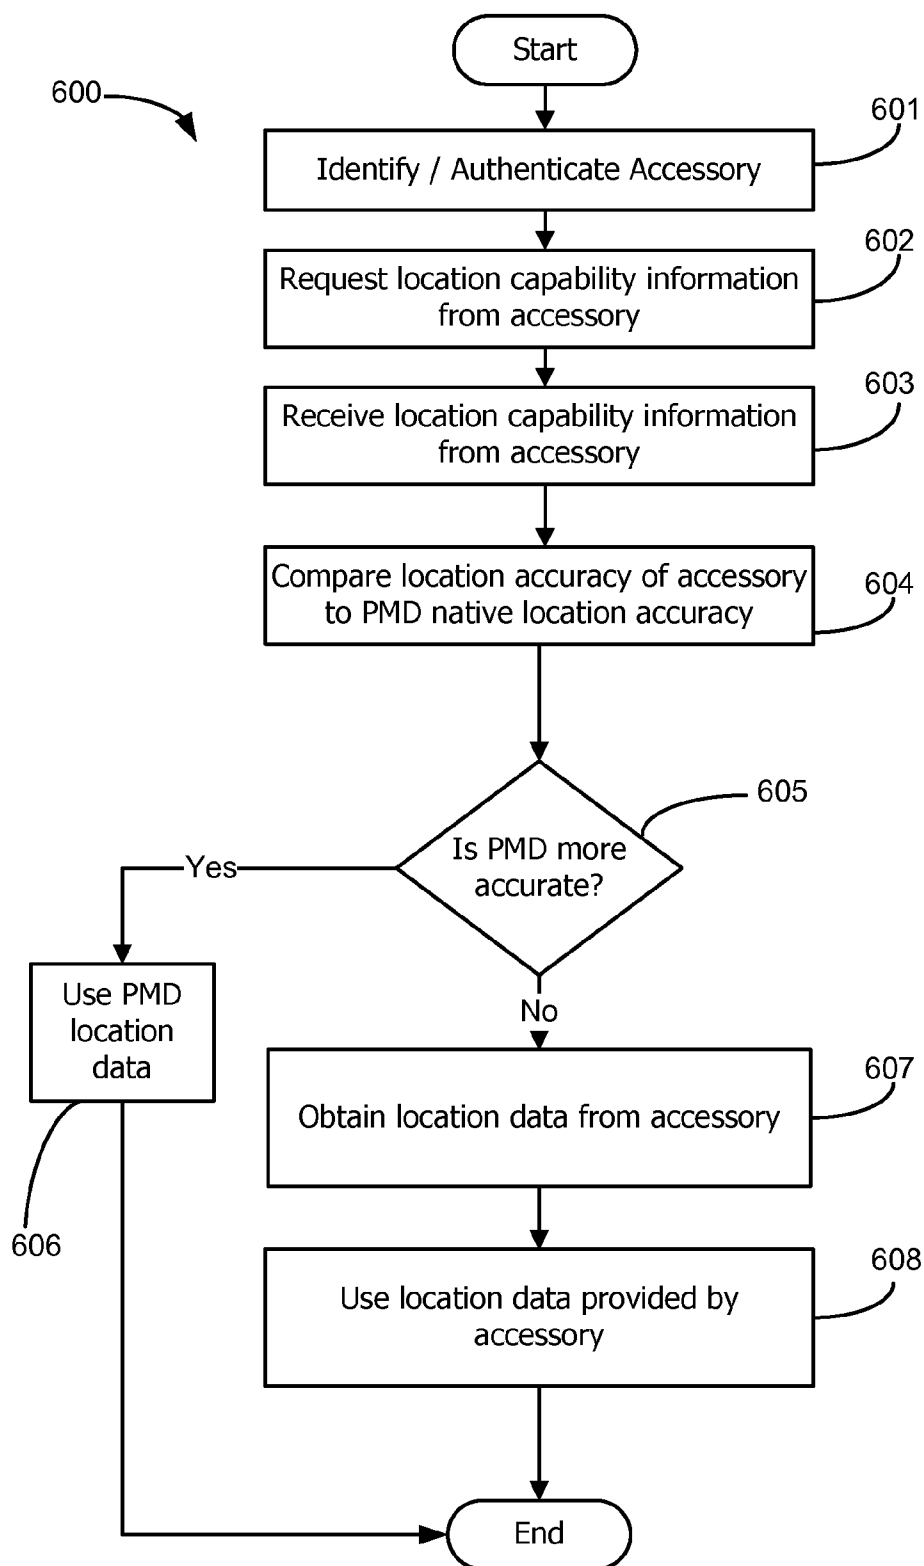 Start
600
601
Identify / Authenticate Accessory
602
Request location capability information
from accessory
603
Receive location capability information
from accessory
604
Compare location accuracy of accessory
to PMD native location accuracy
605
Is PMD more
accurate?
Yes
No
Use PMD
location
data
606
607
Obtain location data from accessory
608
Use location data provided by
accessory
End